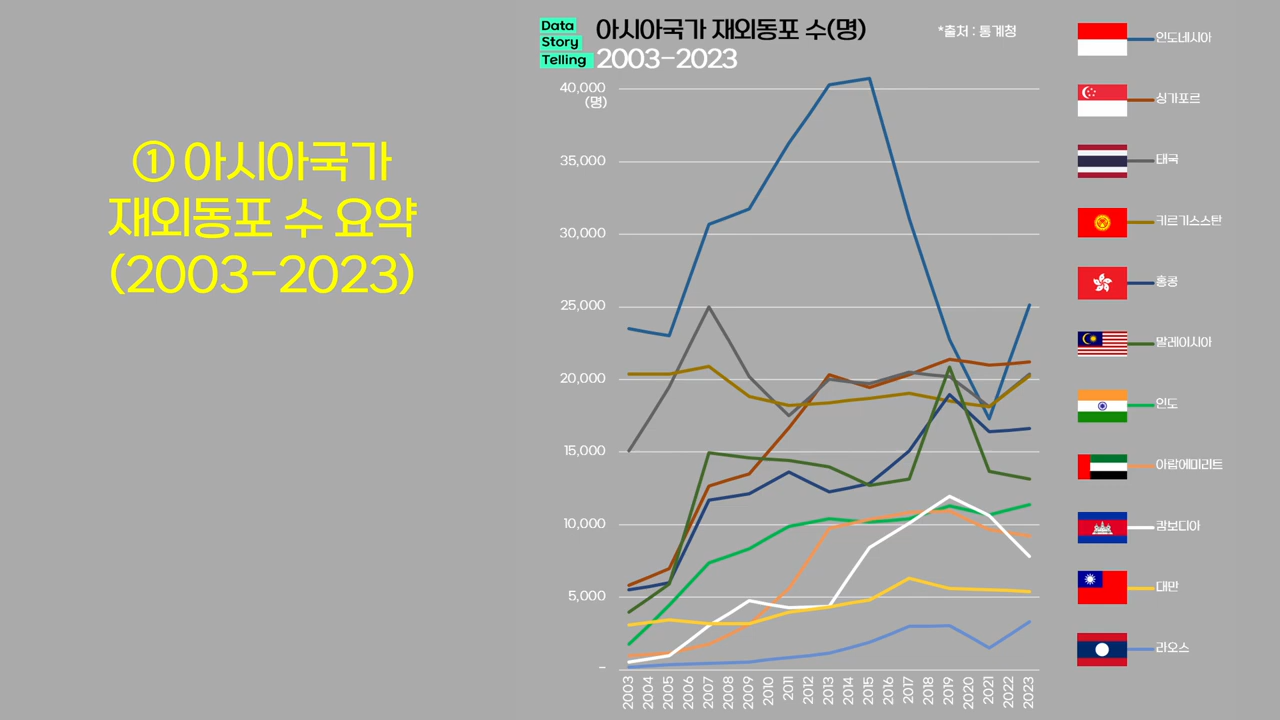 ① 아시아국가
재외동포 수 요약
(2003-2023)
Data
Story
Telling
아시아국가 재외동포 수(명)
2003-2023
*출처 : 통계청
40,000
(명)
35,000
30,000
25,000
20,000
15,000
10,000
5,000
-
2003
2004
2005
2006
2007
2008
2009
2010
2011
2012
2013
2014
2015
2016
2017
2018
2019
2020
2021
2022
2023
인도네시아
싱가포르
태국
키르기스스탄
홍콩
말레이시아
인도
아랍에미리트
캄보디아
대만
라오스